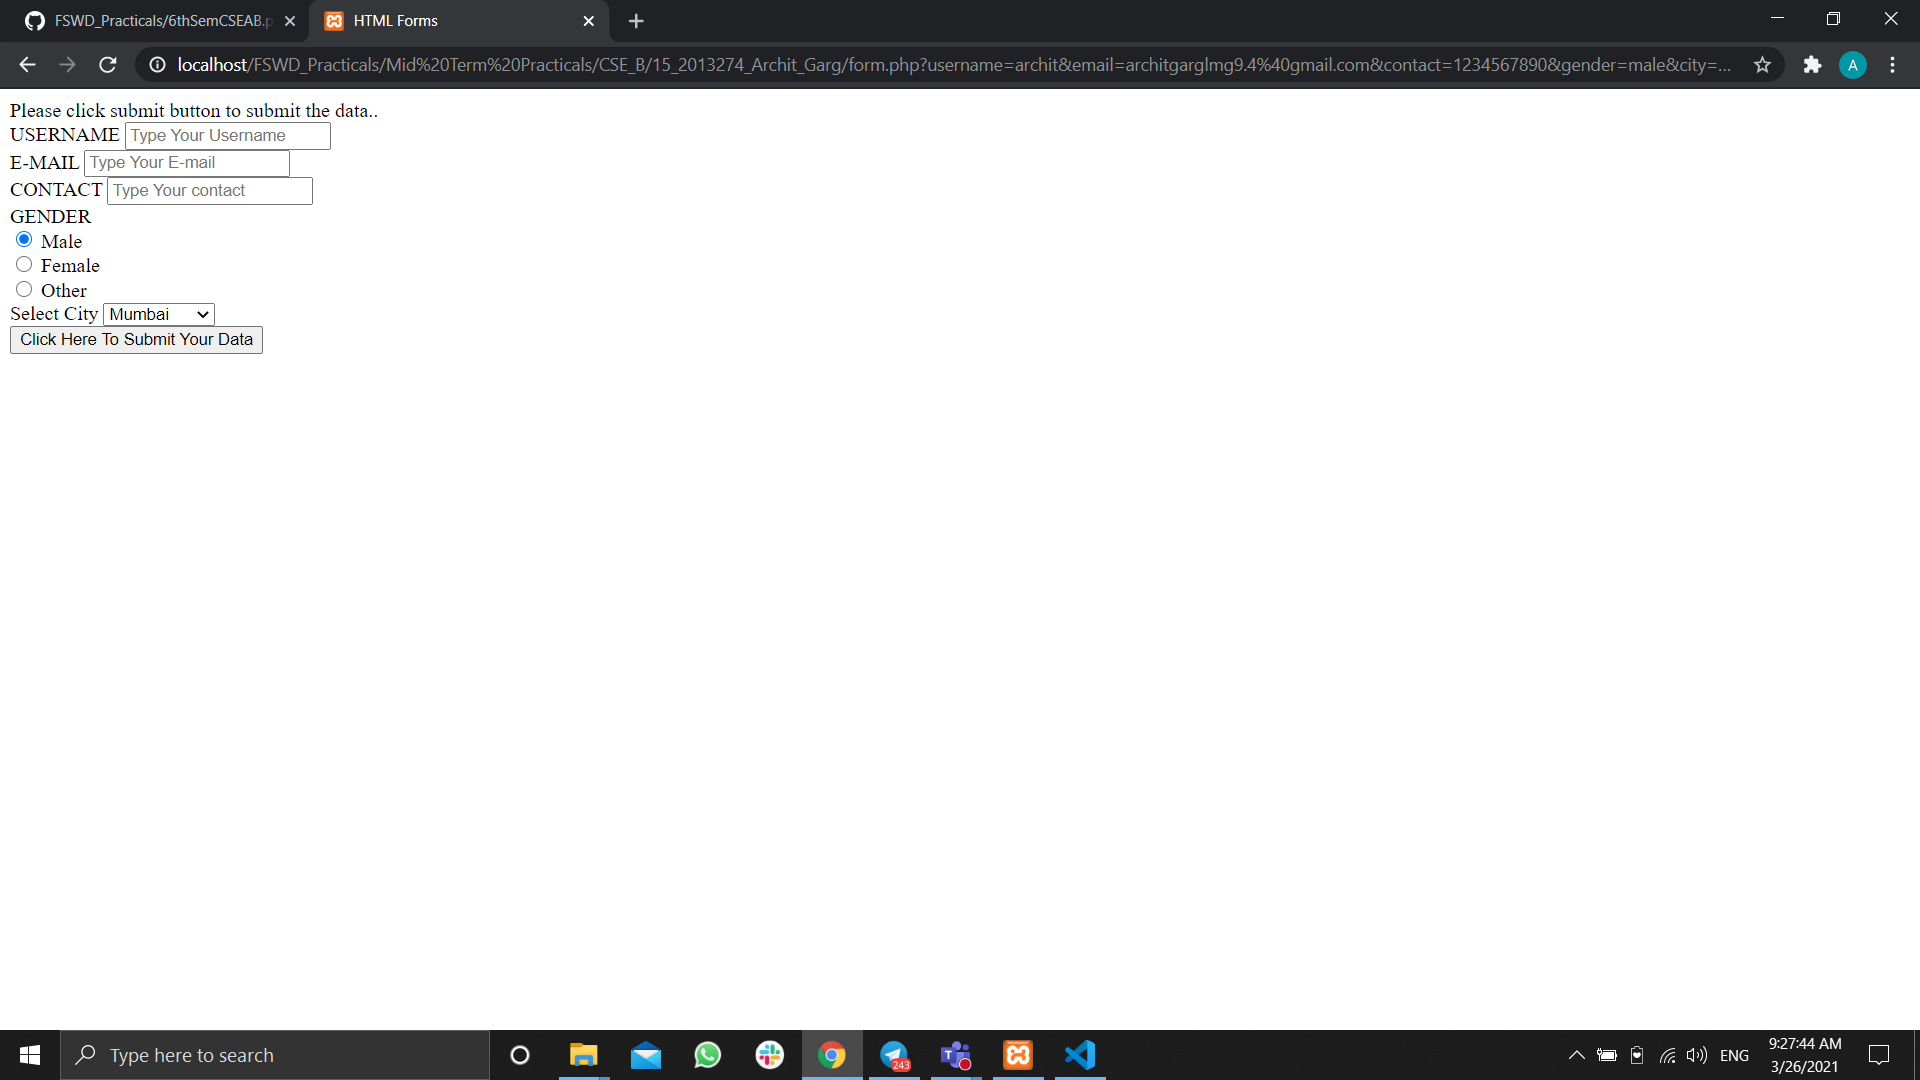 FSWD_Practicals/6thSemCSEAB.p
HTML Forms
localhost/FSWD_Practicals/Mid%20Term%20Practicals/CSE_B/15_2013274_Archit_Garg/form.php?username=archit&email=architgarglmg9.4%40gmail.com&contact=1234567890&gender=male&city=...
A
Please click submit button to submit the data..
USERNAME Type Your Username
E-MAIL Type Your E-mail
CONTACT Type Your contact
GENDER
Male
Female
Other
Select City Mumbai
Click Here To Submit Your Data
Type here to search
243
T
ENG
9:27:44 AM
3/26/2021